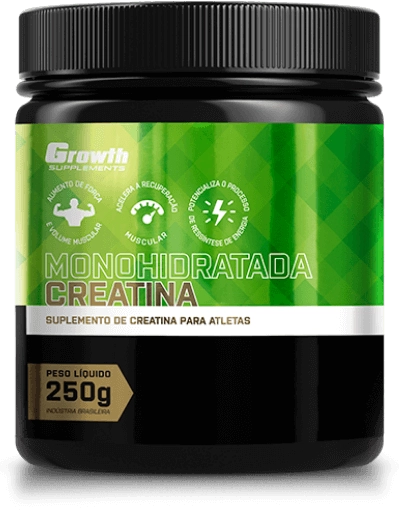 Growth
SUPPLEMENTS
AUMENTO DE FORÇA
E VOLUME MUSCULAR
ACELERA A RECUPERAÇÃO
MUSCULAR
POTENCIALIZA O PROCESSO
DE RESSÍNTESE DE ENERGIA
MONOHIDRATADA
CREATINA
SUPLEMENTO DE CREATINA PARA ATLETAS
PESO LÍQUIDO
250g
INDÚSTRIA BRASILEIRA